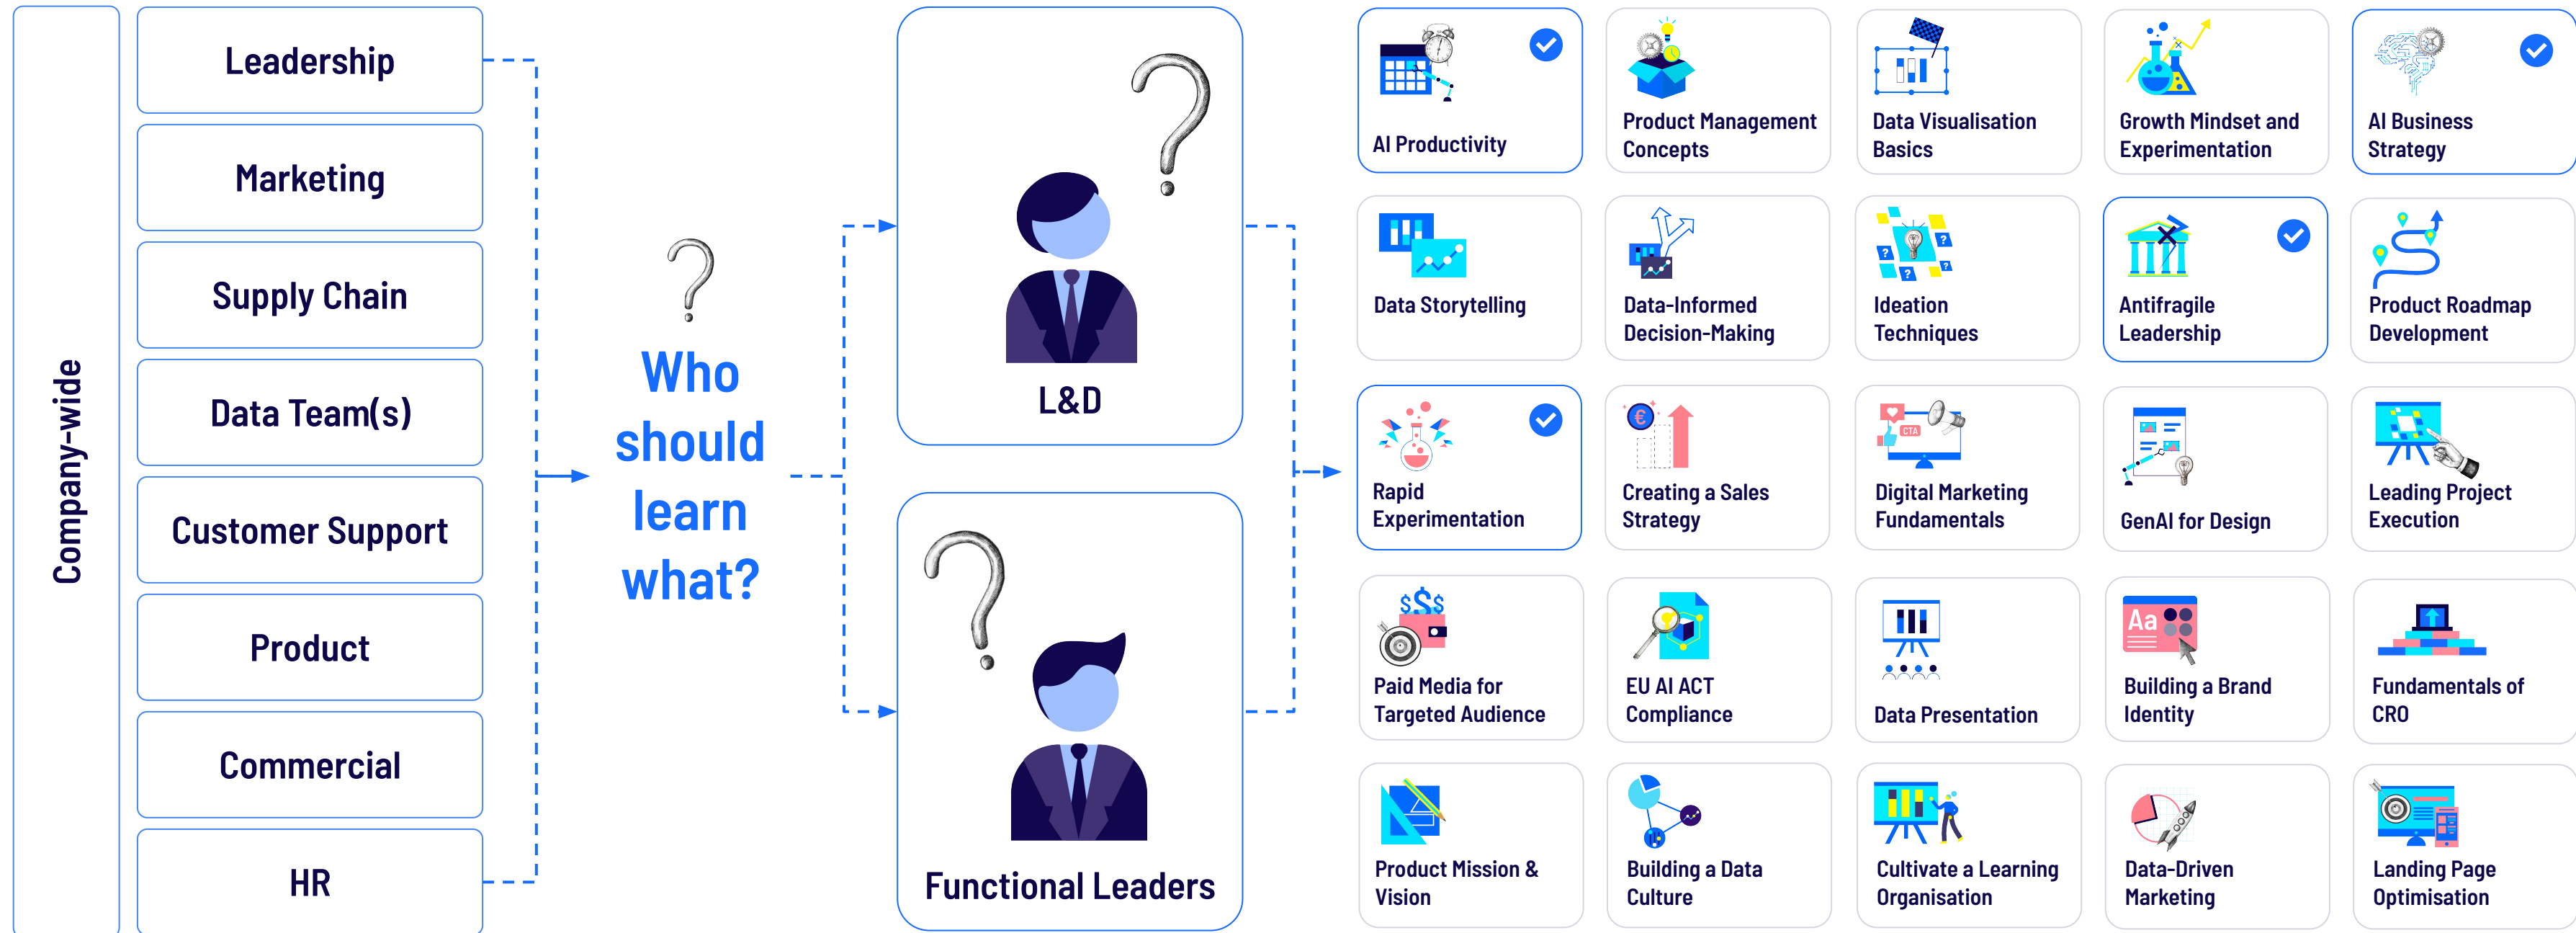 Company-wide
Leadership
Marketing
Supply Chain
Data Team(s)
Customer Support
Product
Commercial
HR
Who
should
learn
what?
L&D
Functional Leaders
AI Productivity
Product Management
Concepts
Data Visualisation
Basics
Growth Mindset and
Experimentation
AI Business
Strategy
Data Storytelling
Data-Informed
Decision-Making
Ideation
Techniques
Antifragile
Leadership
Product Roadmap
Development
Rapid
Experimentation
Creating a Sales
Strategy
CTA
Digital Marketing
Fundamentals
GenAI for Design
Leading Project
Execution
$$$
Paid Media for
Targeted Audience
EU AI ACT
Compliance
Data Presentation
Aa
Building a Brand
Identity
Fundamentals of
CRO
Product Mission &
Vision
Building a Data
Culture
Cultivate a Learning
Organisation
Data-Driven
Marketing
Landing Page
Optimisation